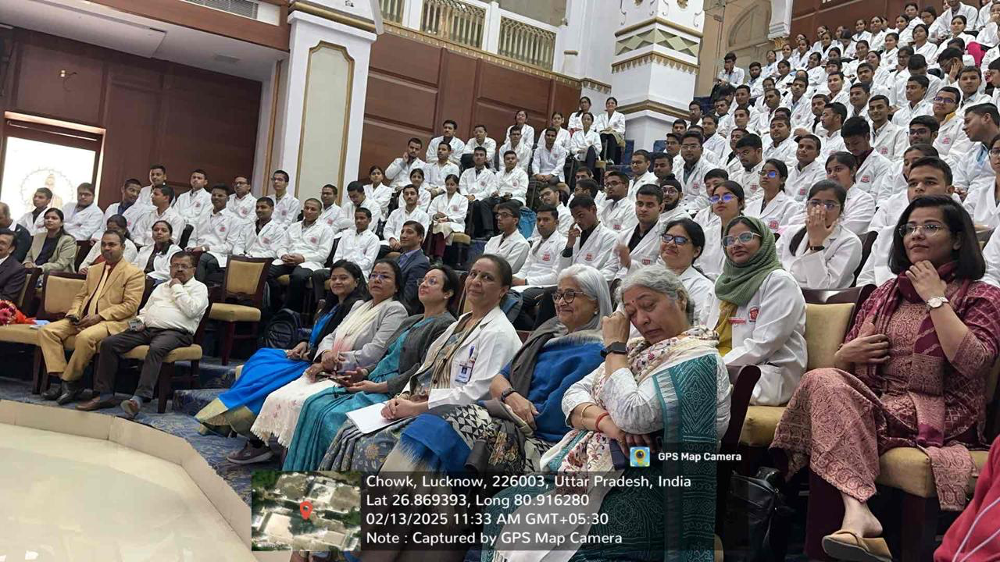 GPS Map Camera
Chowk, Lucknow, 226003, Uttar Pradesh, India
Lat 26.869393, Long 80.916280
02/13/2025 11:33 AM GMT+05:30
Note : Captured by GPS Map Camera